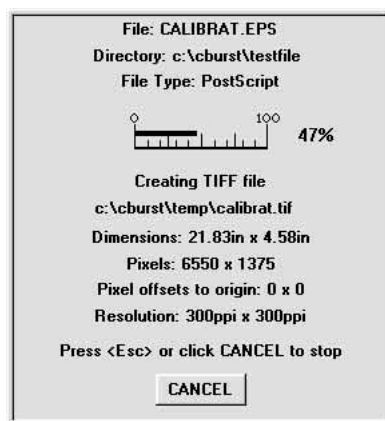 File: CALIBRAT.EPS
Directory: c:\cburst\testfile
File Type: PostScript
0 100
47%
Creating TIFF file
c:\cburst\temp\calibrat.tif
Dimensions: 21.83in x 4.58in
Pixels: 6550 x 1375
Pixel offsets to origin: 0 x 0
Resolution: 300ppi x 300ppi
Press <Esc> or click CANCEL to stop
CANCEL